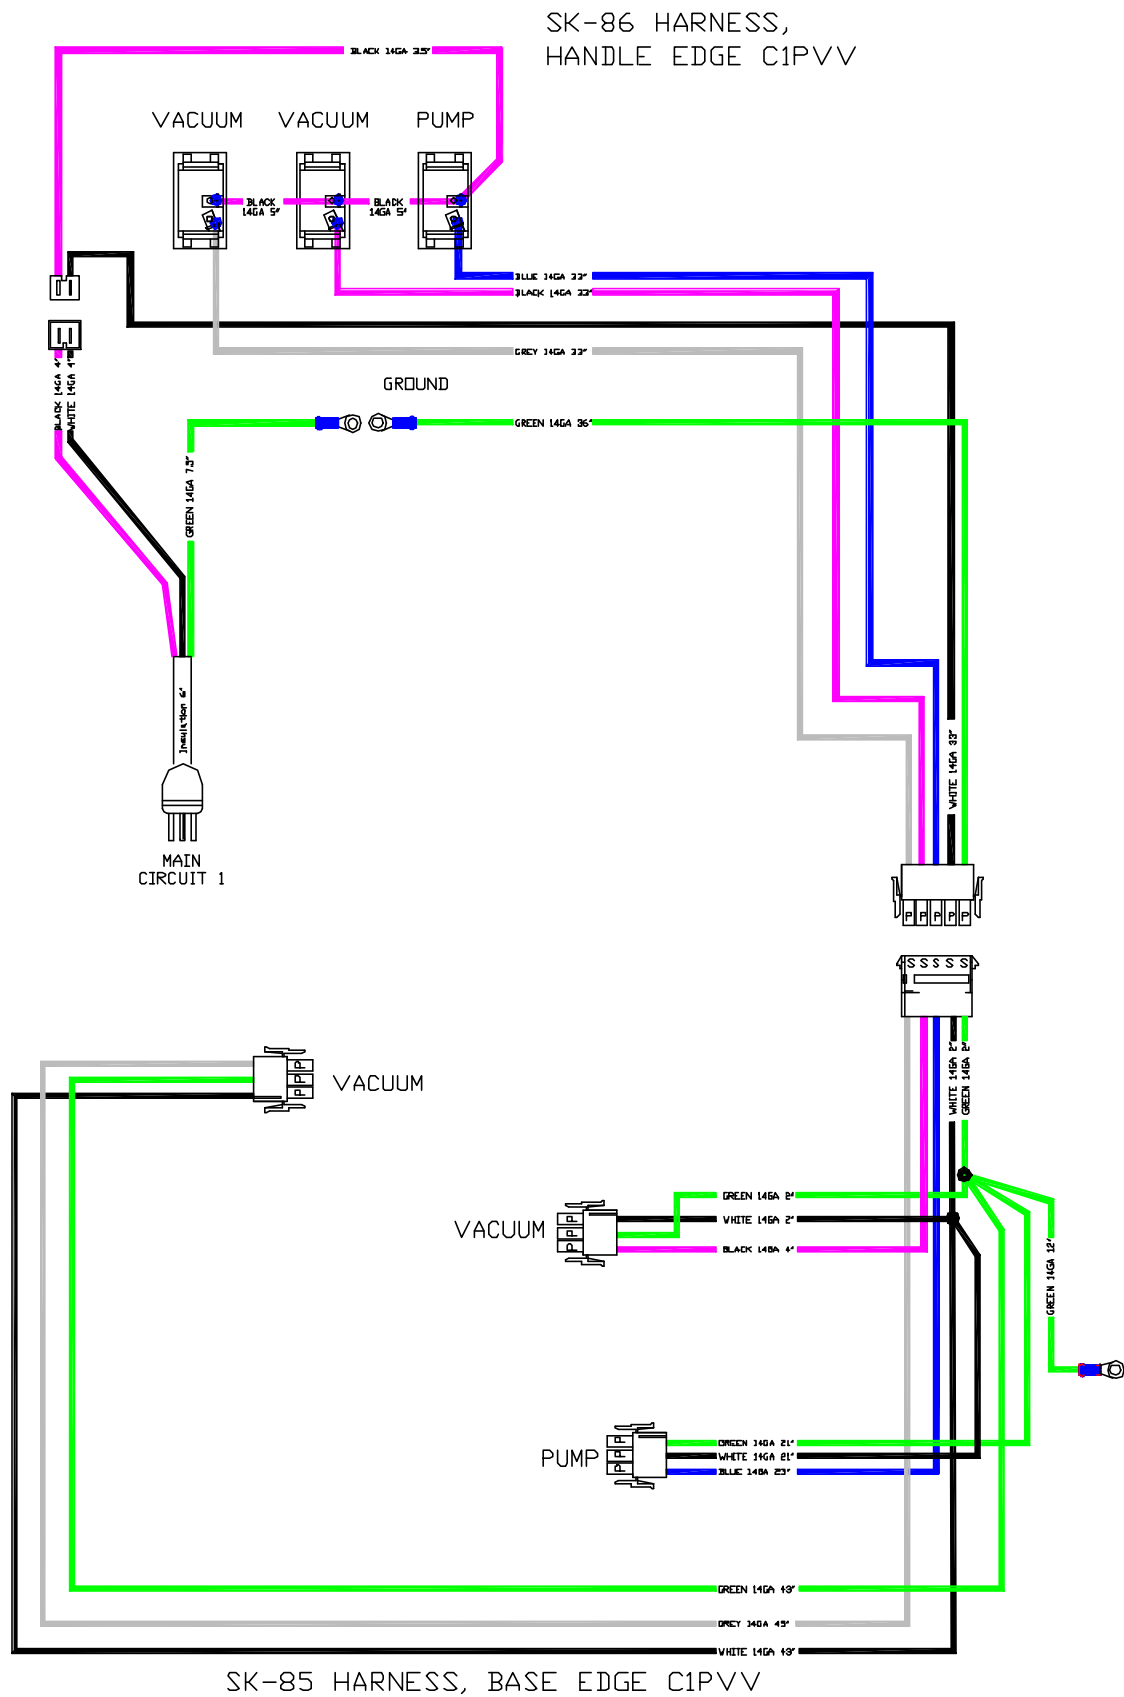 SK-86 HARNESS,
HANDLE EDGE C1PVV
BLACK 14GA 3.5"
VACUUM
VACUUM
PUMP
BLACK
14GA 5"
BLACK
14GA 5"
BLUE 14GA 33"
BLACK 14GA 33"
GREY 14GA 33"
GROUND
BLACK 14GA 4"
WHITE 14GA 4"
GREEN 14GA 36"
GREEN 14GA 7.5"
Insulation 6"
WHITE 14GA 33"
MAIN
CIRCUIT 1
P P P P P
S S S S S
WHITE 14GA 2"
GREEN 14GA 2"
P
P
P
VACUUM
GREEN 14GA 2"
WHITE 14GA 2"
BLACK 14GA 4"
VACUUM
P
P
P
GREEN 14GA 12"
GREEN 14GA 21"
WHITE 14GA 21"
BLUE 14GA 23"
PUMP
P
P
P
GREEN 14GA 43"
GREY 14GA 45"
WHITE 14GA 43"
SK-85 HARNESS, BASE EDGE C1PVV